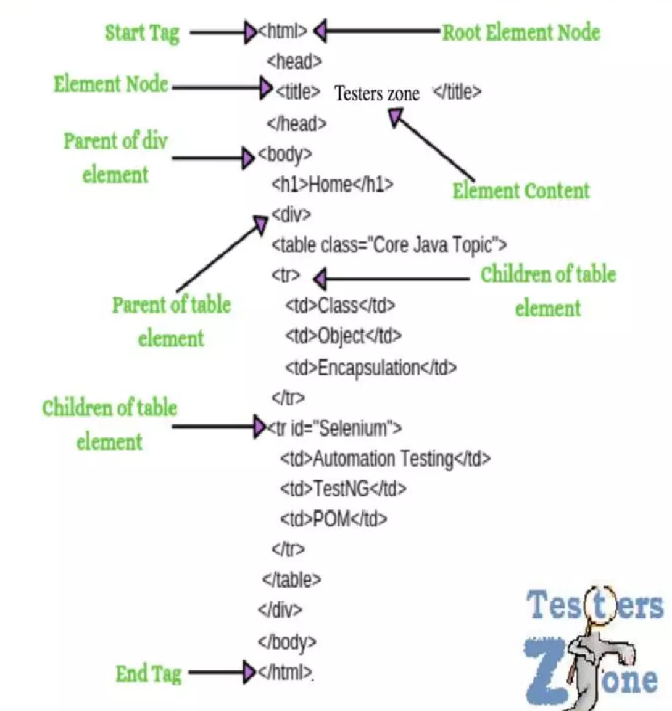 Start Tag <html> Root Element Node
<head>
Element Node <title> Testers zone </title>
</head>
Parent of div
element
<body>
<h1>Home</h1>
Element Content
<div>
<table class="Core Java Topic">
<tr> Children of table
element
Parent of table
element
<td>Class</td>
<td>Object</td>
<td>Encapsulation</td>
</tr>
Children of table
element
<tr id="Selenium">
<td>Automation Testing</td>
<td>TestNG</td>
<td>POM</td>
</tr>
</table>
</div>
</body>
End Tag </html>.
Testers
Zone